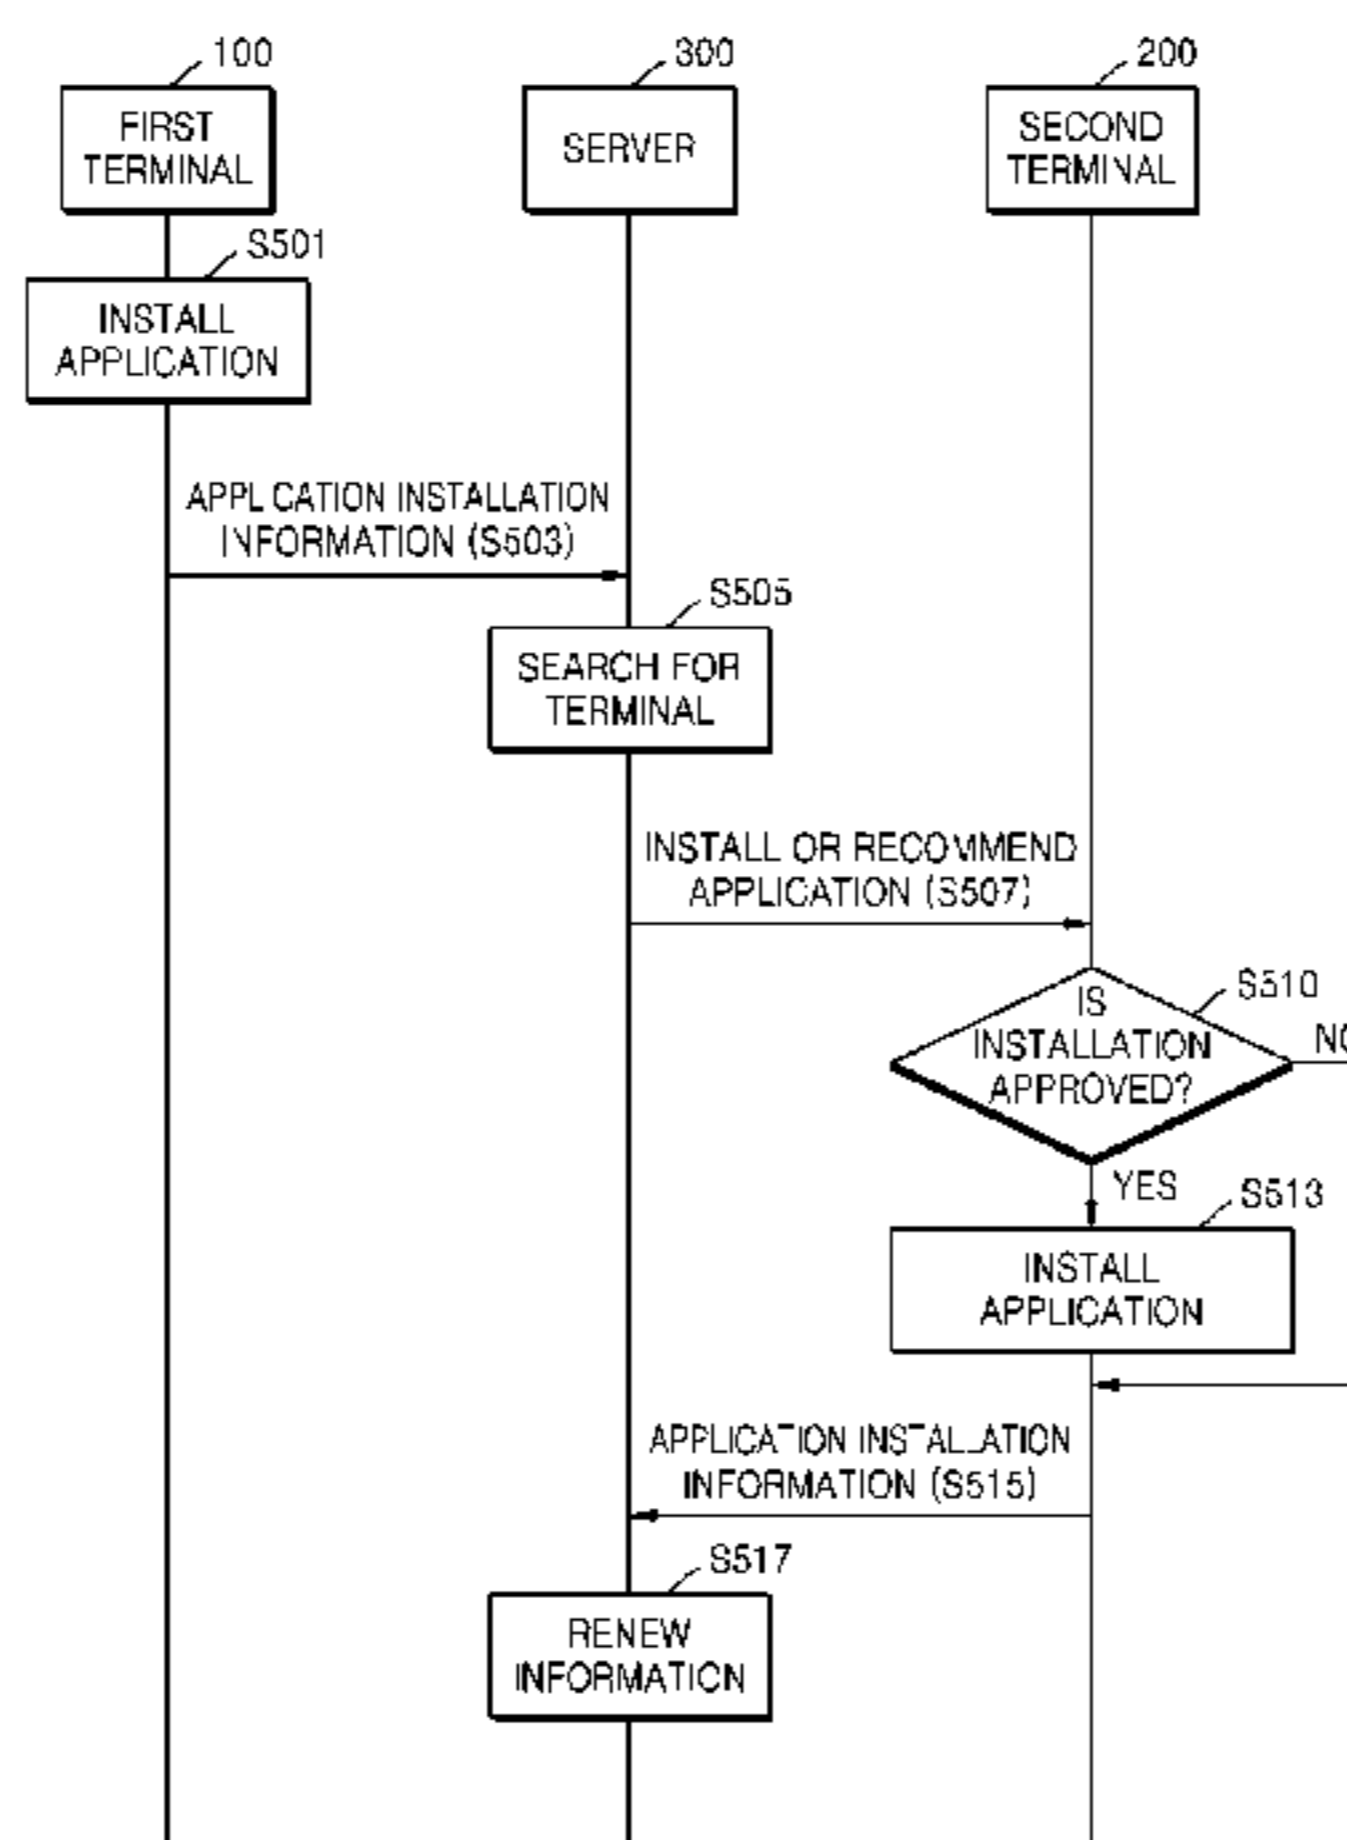 100
300
200
FIRST
TERMINAL
SERVER
SECOND
TERMINAL
S501
INSTALL
APPLICATION
APPLICATION INSTALLATION
INFORMATION (S503)
S505
SEARCH FOR
TERMINAL
INSTALL OR RECOMMEND
APPLICATION (S507)
S510
IS
INSTALLATION
APPROVED?
NO
YES
S513
INSTALL
APPLICATION
APPLICATION INSTALLATION
INFORMATION (S515)
S517
RENEW
INFORMATION